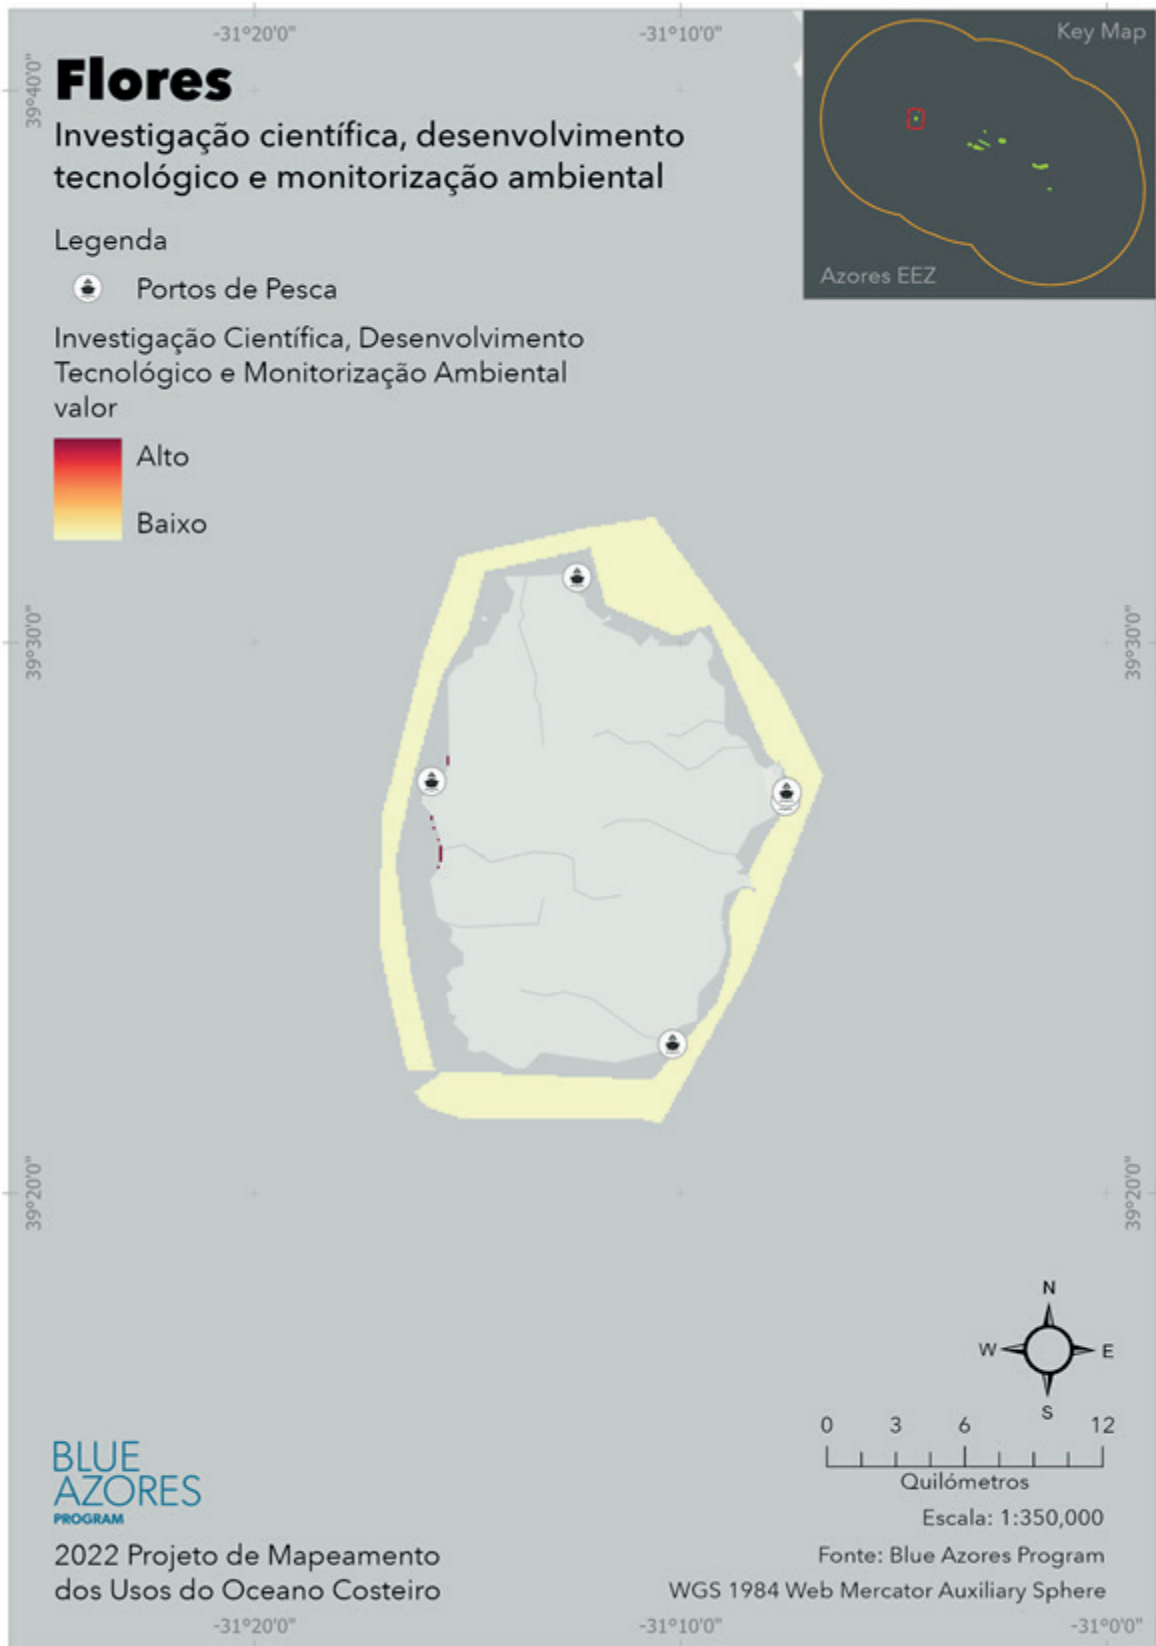 -31°20'0"
-31°10'0"
Key Map
39°40'0"
Flores
Investigação científica, desenvolvimento
tecnológico e monitorização ambiental
Legenda
Portos de Pesca
Azores EEZ
Investigação Científica, Desenvolvimento
Tecnológico e Monitorização Ambiental
valor
Alto
Baixo
39°30'0"
39°30'0"
39°20'0"
39°20'0"
N
W
E
S
0 3 6 12
Quilómetros
Escala: 1:350,000
Fonte: Blue Azores Program
WGS 1984 Web Mercator Auxiliary Sphere
BLUE
AZORES
PROGRAM
2022 Projeto de Mapeamento
dos Usos do Oceano Costeiro
-31°20'0"
-31°10'0"
-31°0'0"